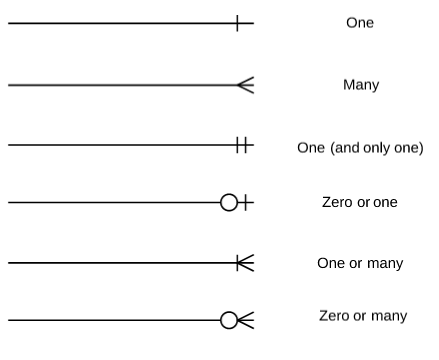 One
Many
One (and only one)
Zero or one
One or many
Zero or many